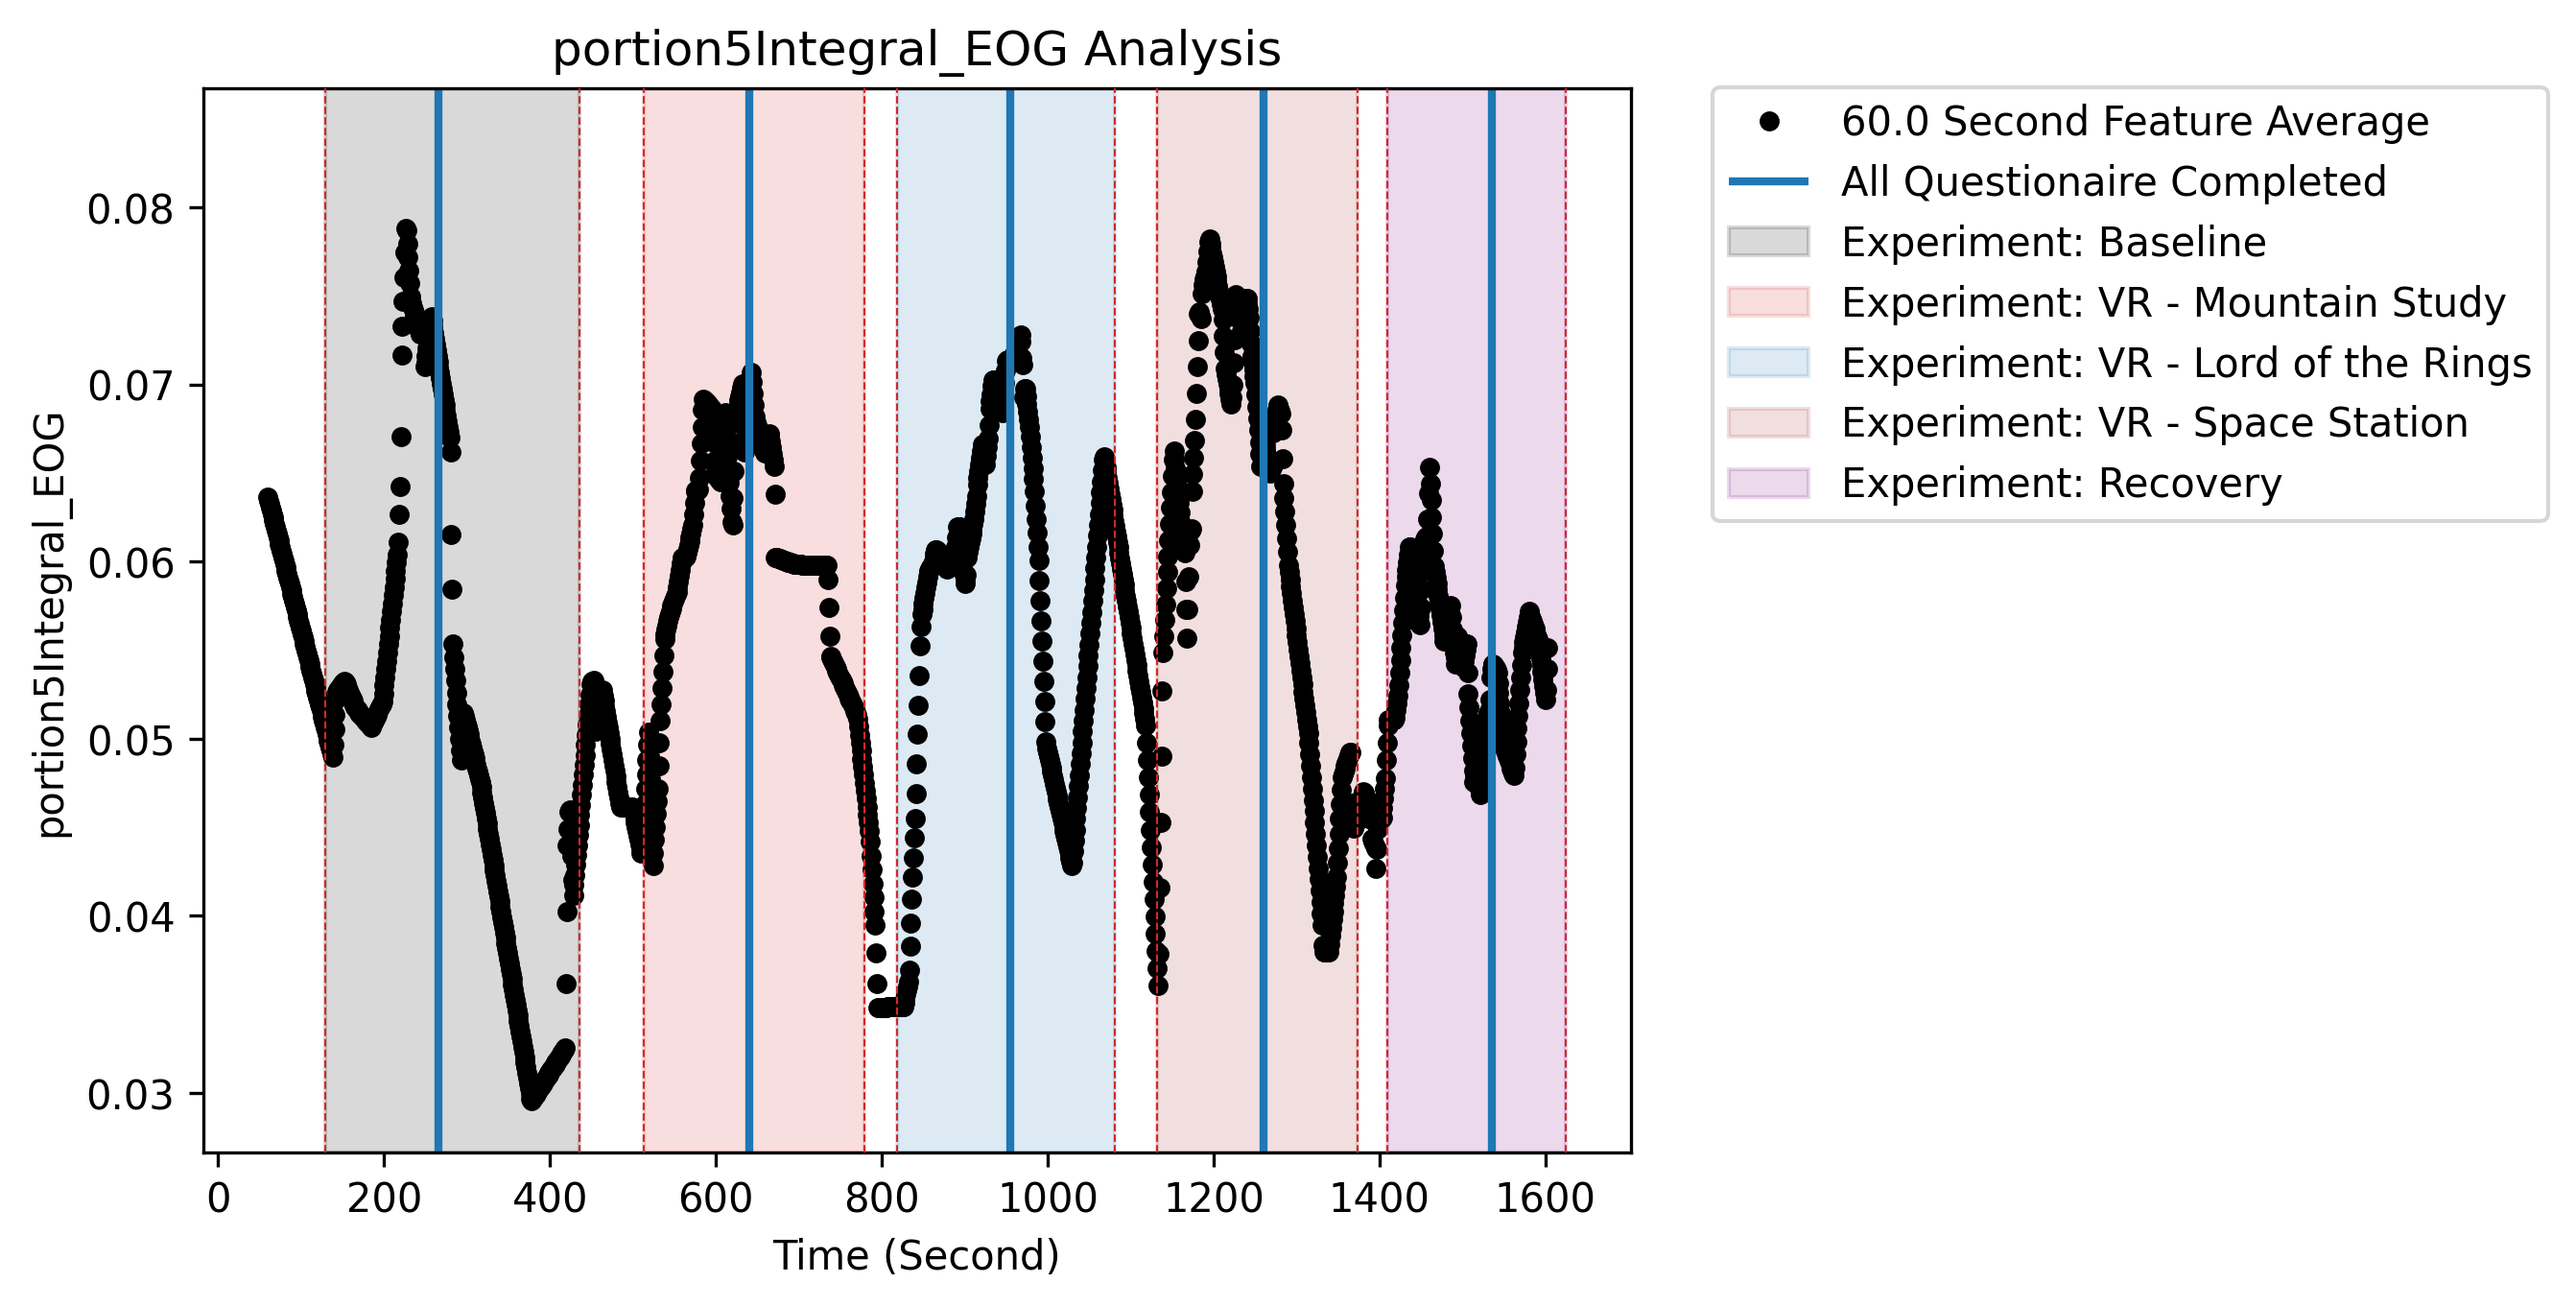 portion5Integral_EOG Analysis
portion5Integral_EOG
0.08
0.07
0.06
0.05
0.04
0.03
0
200
400
600
800
1000
1200
1400
1600
Time (Second)
60.0 Second Feature Average
All Questionaire Completed
Experiment: Baseline
Experiment: VR - Mountain Study
Experiment: VR - Lord of the Rings
Experiment: VR - Space Station
Experiment: Recovery